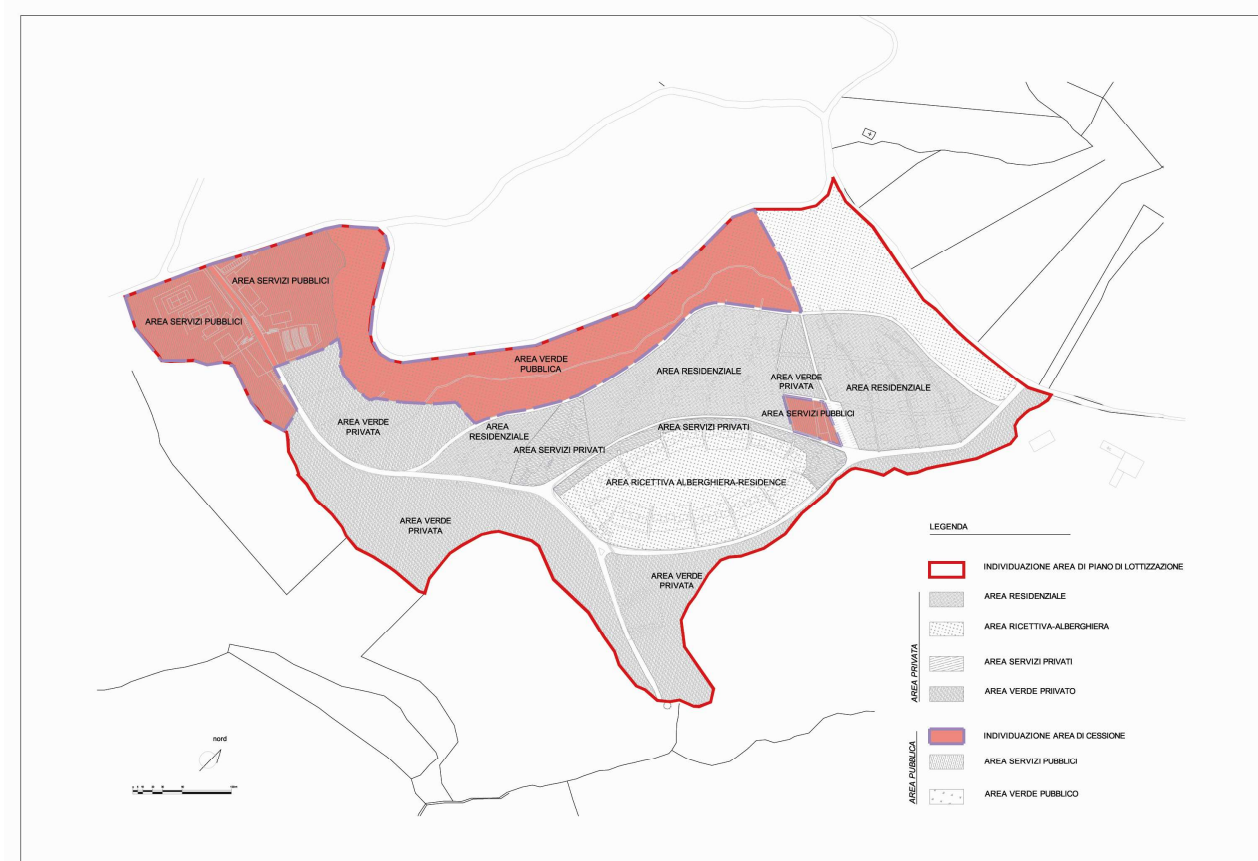 AREA SERVIZI PUBBLICI
AREA SERVIZI PUBBLICI
AREA VERDE
PUBBLICA
AREA RESIDENZIALE
AREA VERDE
PRIVATA
AREA RESIDENZIALE
AREA SERVIZI PUBBLICI
AREA VERDE
PRIVATA
AREA
RESIDENZIALE
AREA SERVIZI PRIVATI
AREA SERVIZI PRIVATI
AREA RICETTIVA ALBERGHIERA-RESIDENCE
AREA VERDE
PRIVATA
AREA VERDE
PRIVATA
LEGENDA
INDIVIDUAZIONE AREA DI PIANO DI LOTTIZZAZIONE
AREA PRIVATA
AREA RESIDENZIALE
AREA RICETTIVA-ALBERGHIERA
AREA SERVIZI PRIVATI
AREA VERDE PRIIVATO
AREA PUBBLICA
INDIVIDUAZIONE AREA DI CESSIONE
AREA SERVIZI PUBBLICI
AREA VERDE PUBBLICO
nord